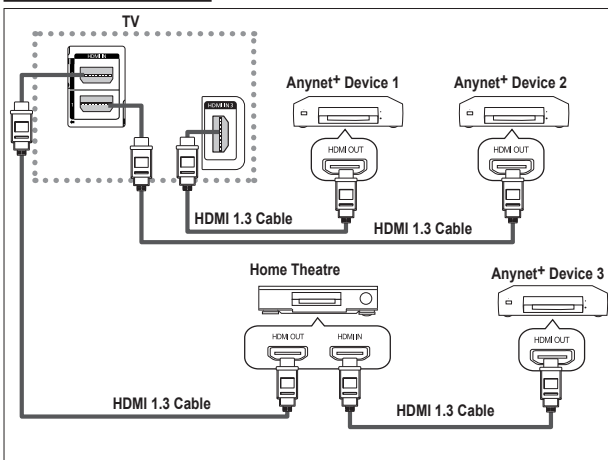 TV
HDMI IN
HDMI IN 3
Anynet+ Device 1
Anynet+ Device 2
HDMI OUT
HDMI OUT
HDMI 1.3 Cable
HDMI 1.3 Cable
Home Theatre
Anynet+ Device 3
HDMI OUT
HDMI IN
HDMI OUT
HDMI 1.3 Cable
HDMI 1.3 Cable